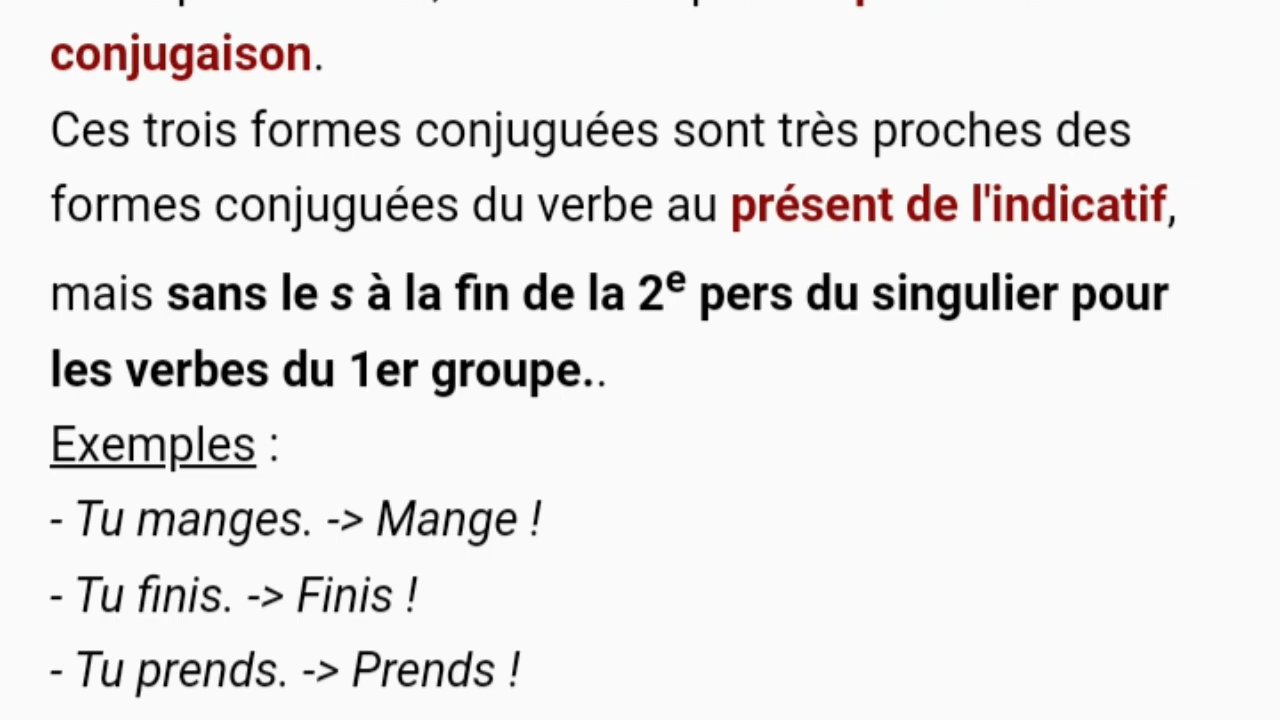 conjugaison.
Ces trois formes conjuguées sont très proches des
formes conjuguées du verbe au présent de l'indicatif,
mais sans le s à la fin de la 2e pers du singulier pour
les verbes du 1er groupe..
Exemples :
- Tu manges. -> Mange !
- Tu finis. -> Finis !
- Tu prends. -> Prends !